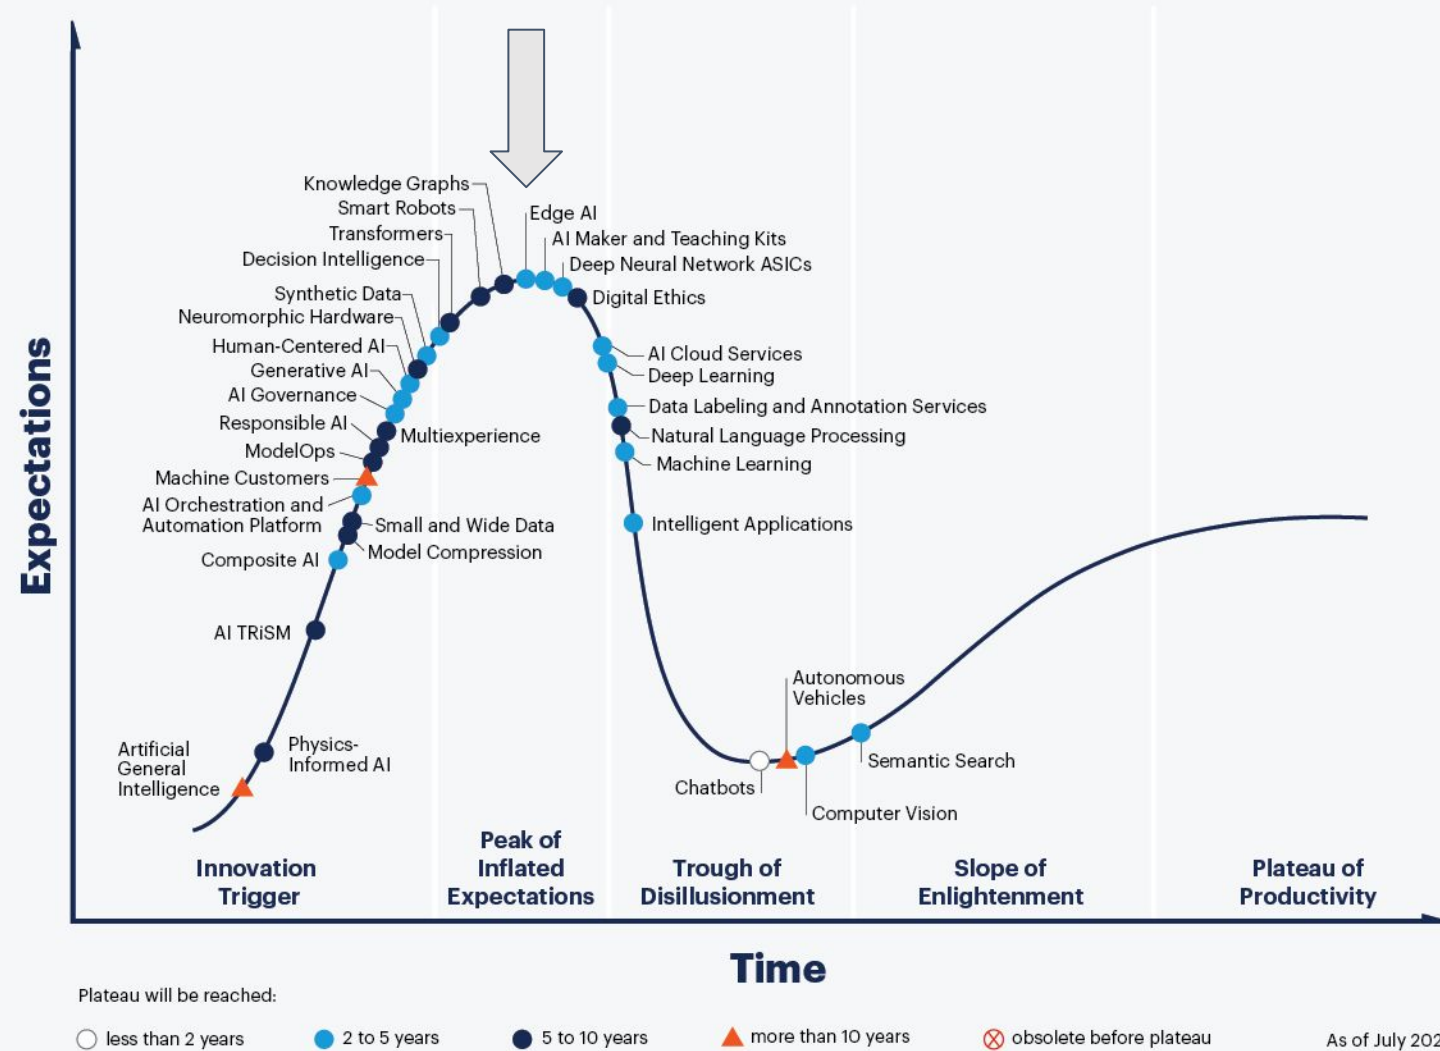 Knowledge Graphs
Smart Robots
Edge AI
Transformers
AI Maker and Teaching Kits
Decision Intelligence
Deep Neural Network ASICs
Synthetic Data
Digital Ethics
Neuromorphic Hardware
Human-Centered AI
AI Cloud Services
Generative AI
Deep Learning
AI Governance
Data Labeling and Annotation Services
Responsible AI
Multiexperience
Natural Language Processing
ModelOps
Machine Learning
Machine Customers
AI Orchestration and
Automation Platform
Small and Wide Data
Intelligent Applications
Model Compression
Composite AI
AI TRiSM
Autonomous
Vehicles
Artificial
General
Intelligence
Physics-
Informed AI
Semantic Search
Chatbots
Computer Vision
Expectations
Innovation
Trigger
Peak of
Inflated
Expectations
Trough of
Disillusionment
Slope of
Enlightenment
Plateau of
Productivity
Time
Plateau will be reached:
less than 2 years
2 to 5 years
5 to 10 years
more than 10 years
obsolete before plateau
As of July